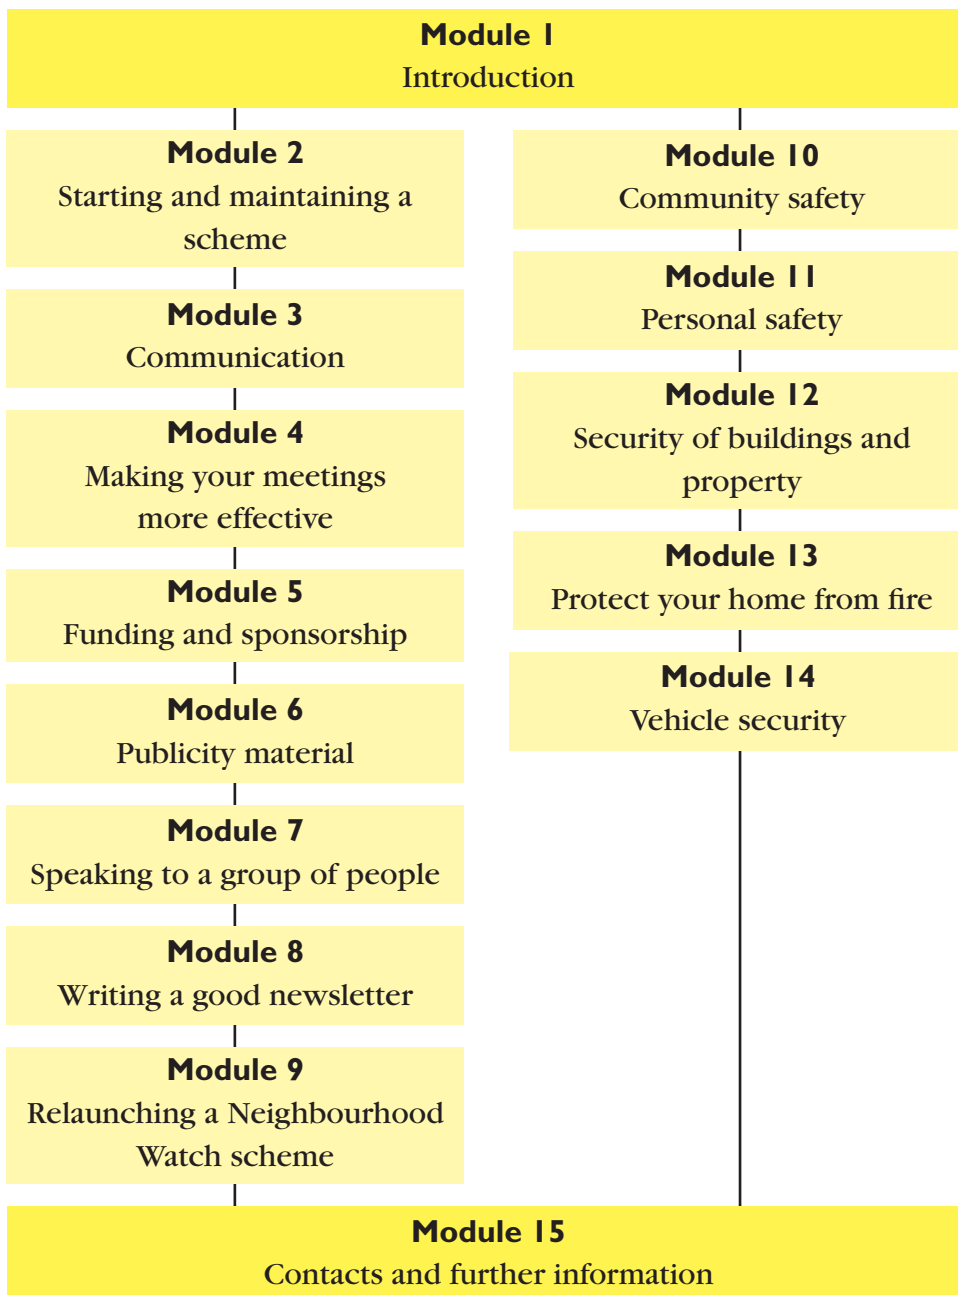 Module 1
Introduction
Module 2
Starting and maintaining a
scheme
Module 3
Communication
Module 4
Making your meetings
more effective
Module 5
Funding and sponsorship
Module 6
Publicity material
Module 7
Speaking to a group of people
Module 8
Writing a good newsletter
Module 9
Relaunching a Neighbourhood
Watch scheme
Module 10
Community safety
Module 11
Personal safety
Module 12
Security of buildings and
property
Module 13
Protect your home from fire
Module 14
Vehicle security
Module 15
Contacts and further information